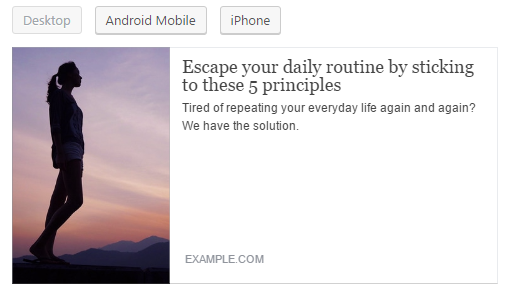 Desktop Android Mobile iPhone
Escape your daily routine by sticking
to these 5 principles
Tired of repeating your everyday life again and again?
We have the solution.
EXAMPLE.COM